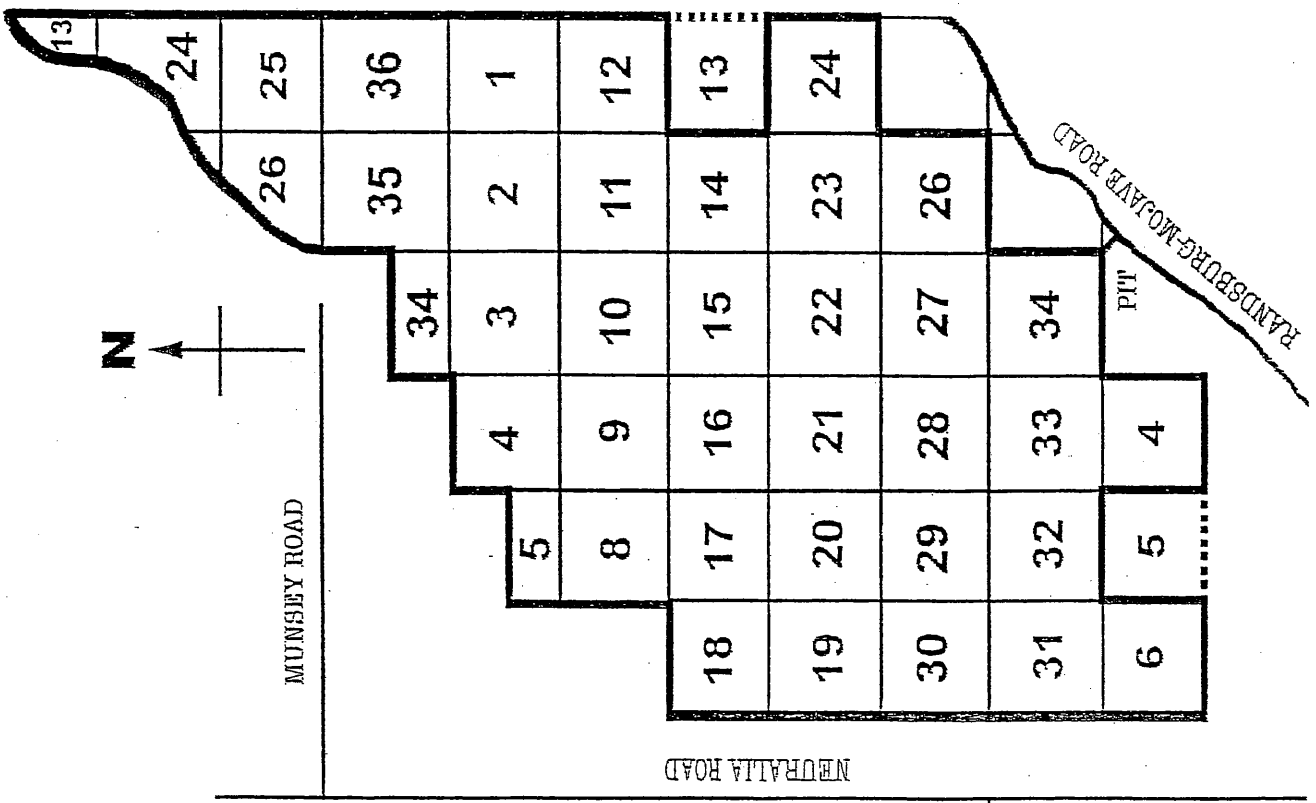 13
24
26 25
35 36
34
N
MUNSEY ROAD
5 4 3 2 1
8 9 10 11 12
18 17 16 15 14 13
19 20 21 22 23 24
30 29 28 27 26
31 32 33 34
6 5 4
PIT
RANDSBURG-MOJAVE ROAD
NEURALIA ROAD